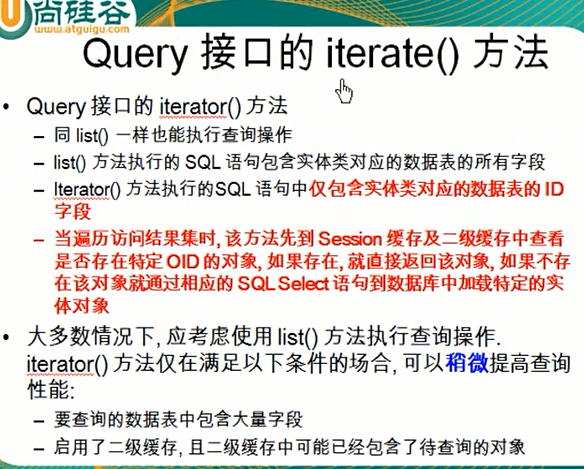 尚硅谷
www.atguigu.com
Query 接口的 iterate() 方法
• Query 接口的 iterator() 方法
– 同 list() 一样也能执行查询操作
– list() 方法执行的 SQL 语句包含实体类对应的数据表的所有字段
– Iterator() 方法执行的SQL 语句中仅包含实体类对应的数据表的 ID
字段
– 当遍历访问结果集时, 该方法先到 Session 缓存及二级缓存中查看
是否存在特定 OID 的对象, 如果存在, 就直接返回该对象, 如果不存
在该对象就通过相应的 SQL Select 语句到数据库中加载特定的实
体对象
• 大多数情况下, 应考虑使用 list() 方法执行查询操作.
iterator() 方法仅在满足以下条件的场合, 可以稍微提高查询
性能:
– 要查询的数据表中包含大量字段
– 启用了二级缓存, 且二级缓存中可能已经包含了待查询的对象